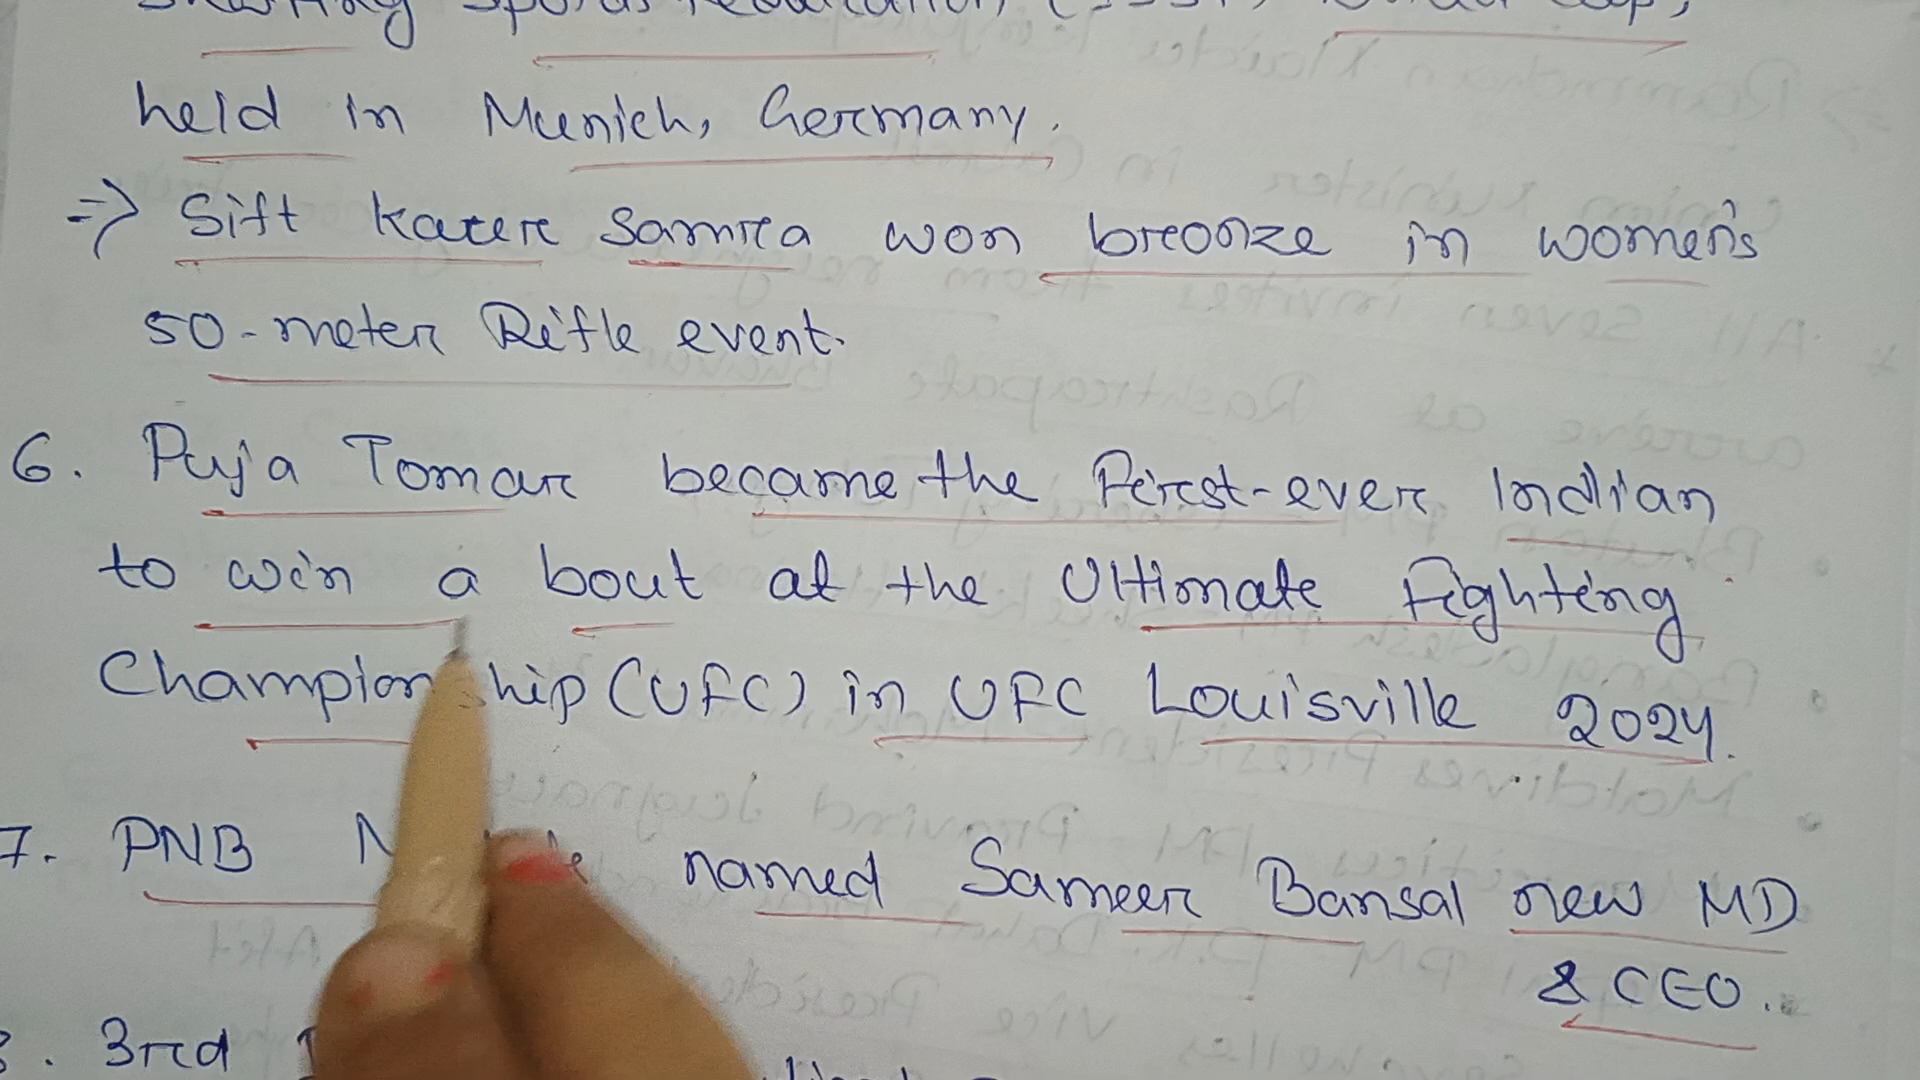 held in Munich, Germany.
=> Sift Kaur Samra won bronze in women's
50-meter Rifle event.
6. Puja Tomar became the First-ever Indian
to win a bout at the Ultimate Fighting
Championship (UFC) in UFC Louisville 2024.
7. PNB named Sameer Bansal new MD
& CEO.
3rd